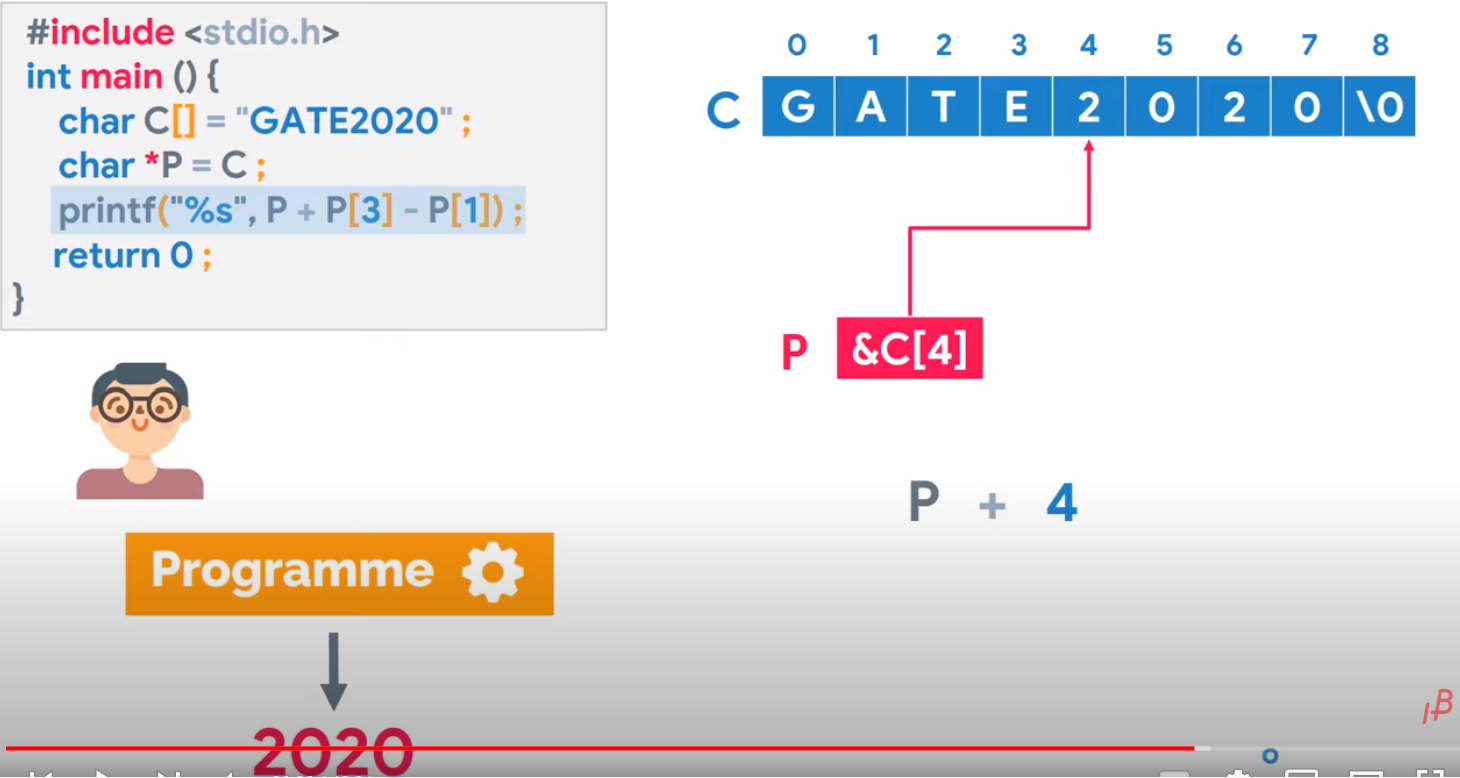 #include <stdio.h>
int main () {
char C[] = "GATE2020" ;
char *P = C ;
printf("%s", P + P[3] - P[1]) ;
return 0 ;
}
0 1 2 3 4 5 6 7 8
C G A T E 2 0 2 0 \0
P &C[4]
P + 4
Programme
2020